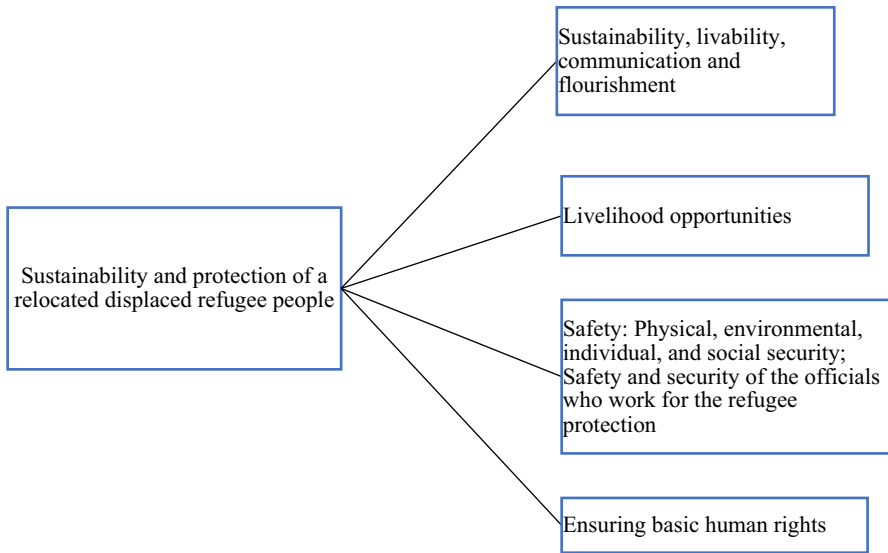 Sustainability, livability,
communication and
flourishment
Livelihood opportunities
Sustainability and protection of a
relocated displaced refugee people
Safety: Physical, environmental,
individual, and social security;
Safety and security of the officials
who work for the refugee
protection
Ensuring basic human rights